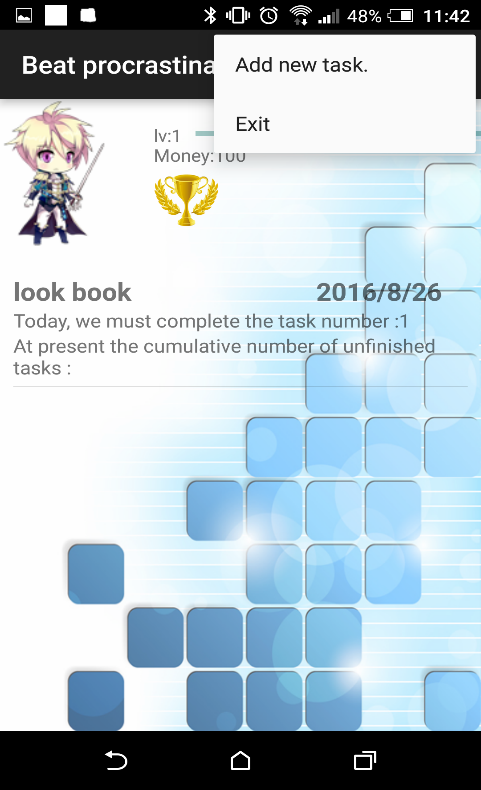 48% 11:42
Beat procrastina
Add new task.
Exit
lv:1
Money:100
look book 2016/8/26
Today, we must complete the task number :1
At present the cumulative number of unfinished
tasks :